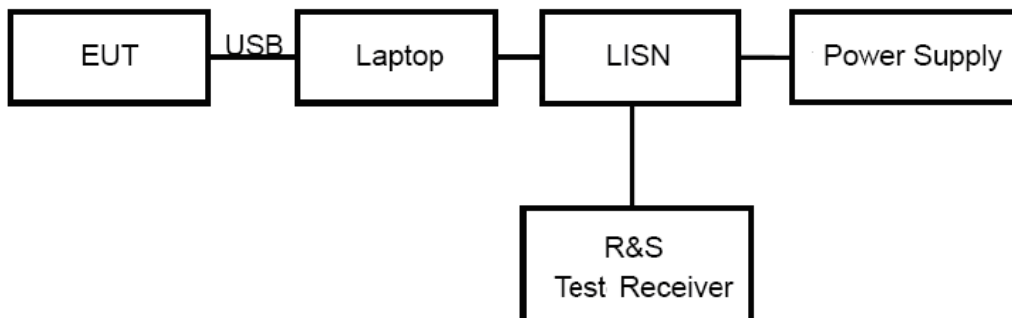 EUT
USB
Laptop
LISN
Power Supply
R&S
Test Receiver